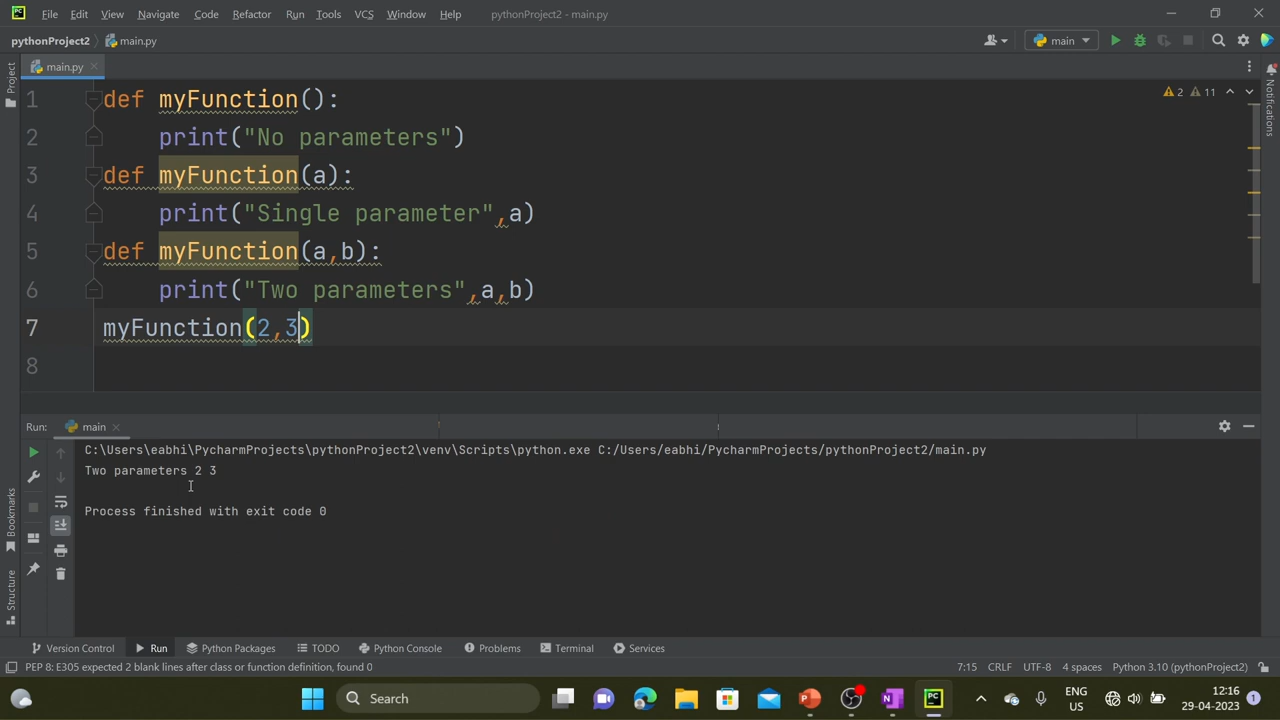 File Edit View Navigate Code Refactor Run Tools VCS Window Help pythonProject2 - main.py
pythonProject2 main.py main
main.py
Project
Notifications
1 def myFunction():
2 11
2 print("No parameters")
3 def myFunction(a):
4 print("Single parameter",a)
5 def myFunction(a,b):
6 print("Two parameters",a,b)
7 myFunction(2,3)
8
Run: main
C:\Users\eabhi\PycharmProjects\pythonProject2\venv\Scripts\python.exe C:/Users/eabhi/PycharmProjects/pythonProject2/main.py
Two parameters 2 3
Process finished with exit code 0
Bookmarks
Structure
Version Control Run Python Packages TODO Python Console Problems Terminal Services
PEP 8: E305 expected 2 blank lines after class or function definition, found 0 7:15 CRLF UTF-8 4 spaces Python 3.10 (pythonProject2)
Search
ENG
US
12:16
29-04-2023
1